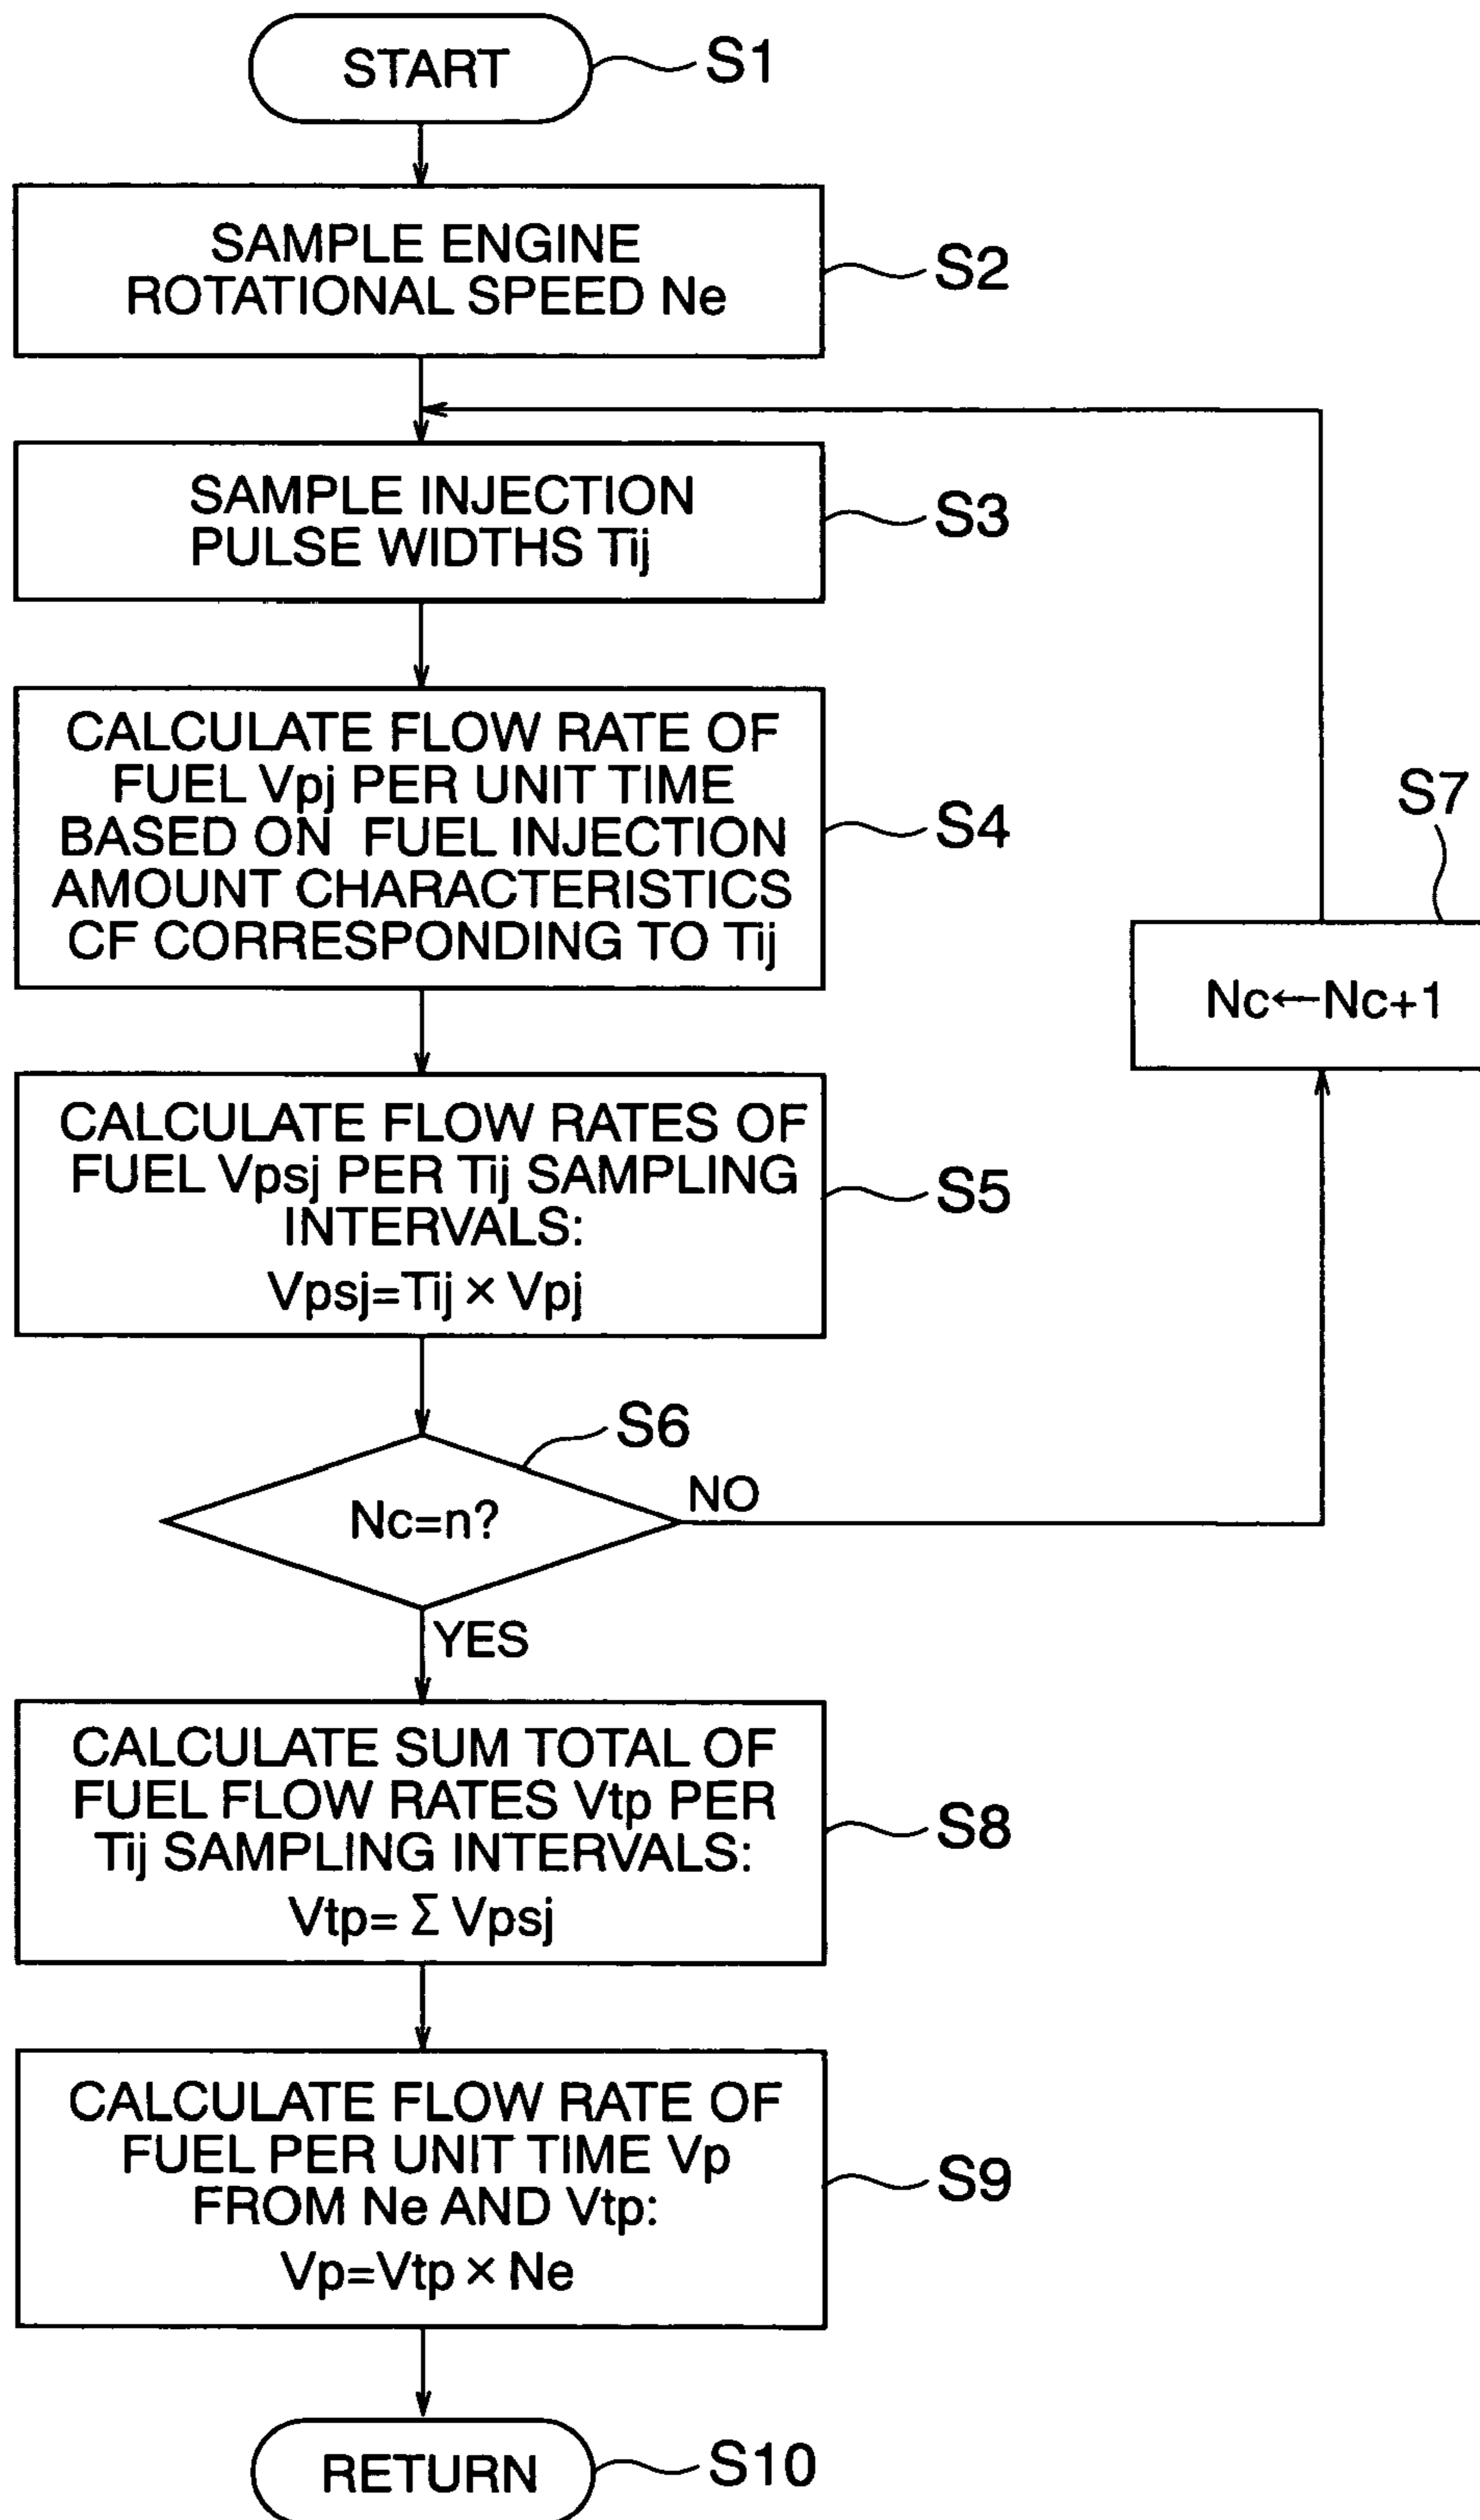 START
S1
SAMPLE ENGINE
ROTATIONAL SPEED Ne
S2
SAMPLE INJECTION
PULSE WIDTHS Tij
S3
CALCULATE FLOW RATE OF
FUEL Vpj PER UNIT TIME
BASED ON FUEL INJECTION
AMOUNT CHARACTERISTICS
CF CORRESPONDING TO Tij
S4
S7
Nc←Nc+1
CALCULATE FLOW RATES OF
FUEL Vpsj PER Tij SAMPLING
INTERVALS:
Vpsj=Tij × Vpj
S5
S6
Nc=n?
NO
YES
CALCULATE SUM TOTAL OF
FUEL FLOW RATES Vtp PER
Tij SAMPLING INTERVALS:
Vtp= Σ Vpsj
S8
CALCULATE FLOW RATE OF
FUEL PER UNIT TIME Vp
FROM Ne AND Vtp:
Vp=Vtp × Ne
S9
RETURN
S10